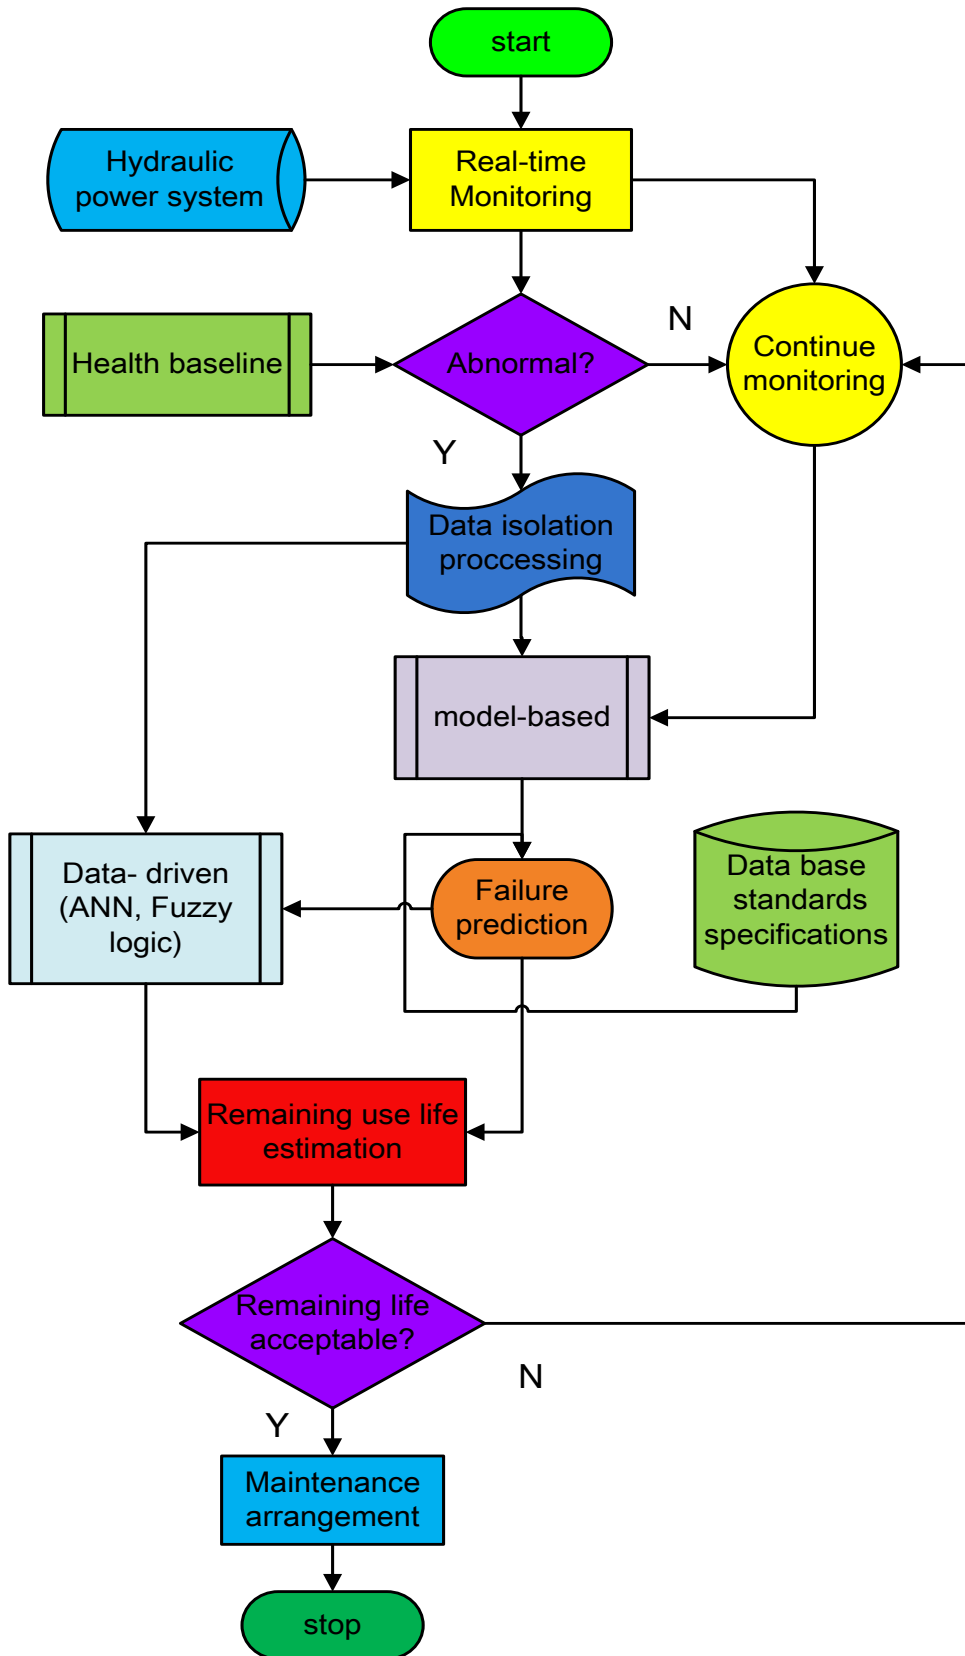 start
Hydraulic
power system
Real-time
Monitoring
Health baseline
Abnormal?
N
Continue
monitoring
Y
Data isolation
proccessing
model-based
Data- driven
(ANN, Fuzzy
logic)
Failure
prediction
Data base
standards
specifications
Remaining use life
estimation
Remaining life
acceptable?
N
Y
Maintenance
arrangement
stop